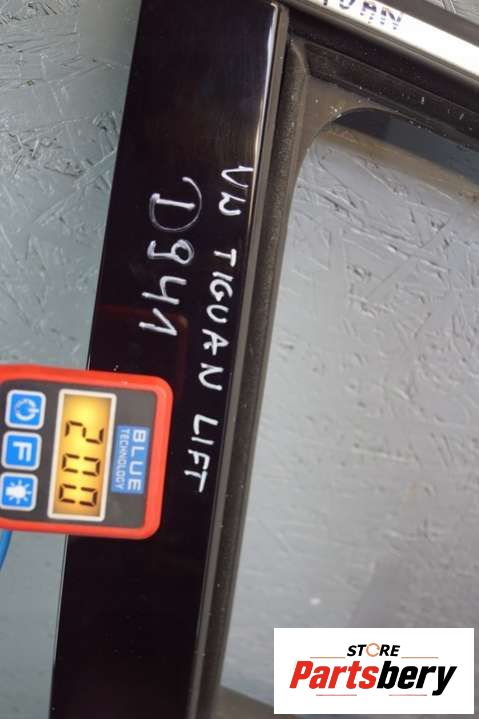 VW TIGUAN LIFT
D941
BLUE
TECHNOLOGY
200
F
STORE
Partsbery